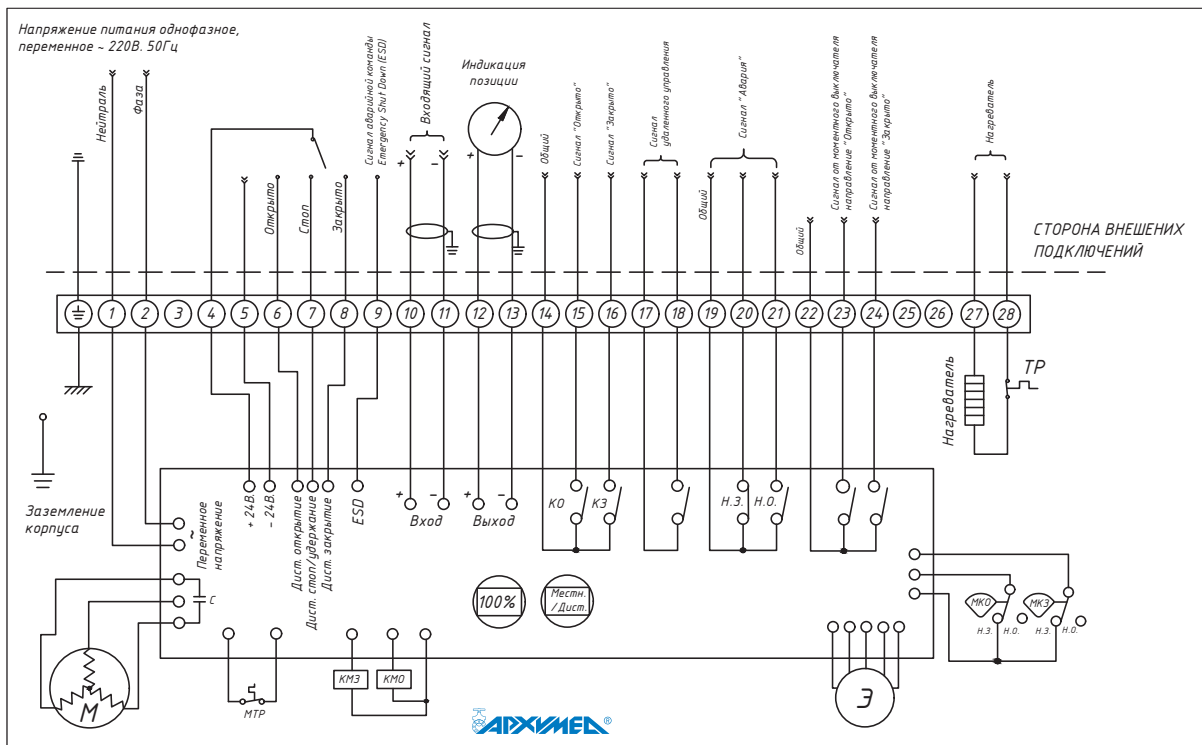 Напряжение питания однофазное,
переменное ~ 220В. 50Гц
Нейтраль
Фаза
Открыто
Стоп
Закрыто
Сигнал аварийной команды
Emergency Shut Down (ESD)
Входящий сигнал
+
−
Индикация
позиции
+
−
Общий
Сигнал "Открыто"
Сигнал "Закрыто"
Сигнал
удаленного управления
Сигнал "Авария"
Общий
Общий
Сигнал от моментного выключателя
направление "Открыто"
Сигнал от моментного выключателя
направление "Закрыто"
Нагреватель
СТОРОНА ВНЕШЕНИХ
ПОДКЛЮЧЕНИЙ
1 2 3 4 5 6 7 8 9 10 11 12 13 14 15 16 17 18 19 20 21 22 23 24 25 26 27 28
Нагреватель
ТР
Заземление
корпуса
~
Переменное
напряжение
+ 24В.
− 24В.
Дист. открытие
Дист. стоп/удержание
Дист. закрытие
ESD
+
−
Вход
+
−
Выход
КО
КЗ
Н.З.
Н.О.
100%
Местн.
/Дист.
С
М
МТР
КМЗ
КМО
Э
МКО
Н.З.
Н.О.
МКЗ
Н.З.
Н.О.
АРХИМЕД®